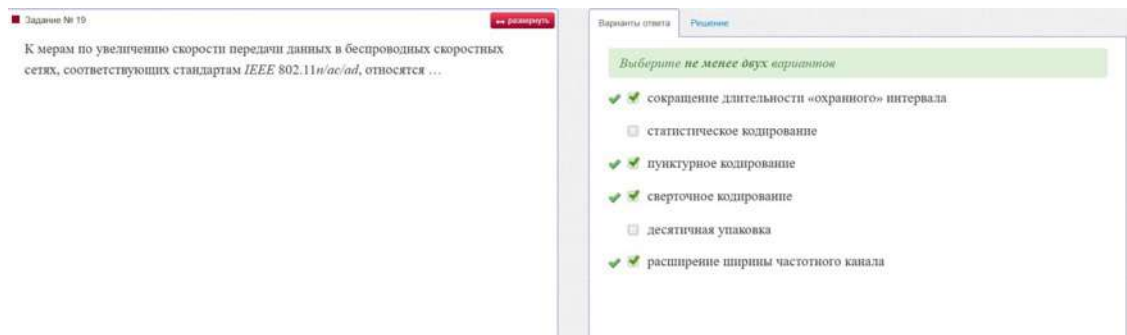 Задание № 19
развернуть
К мерам по увеличению скорости передачи данных в беспроводных скоростных
сетях, соответствующих стандартам IEEE 802.11n/ac/ad, относятся …
Варианты ответа
Решение
Выберите не менее двух вариантов
сокращение длительности «охранного» интервала
статистическое кодирование
пунктурное кодирование
сверточное кодирование
десятичная упаковка
расширение ширины частотного канала